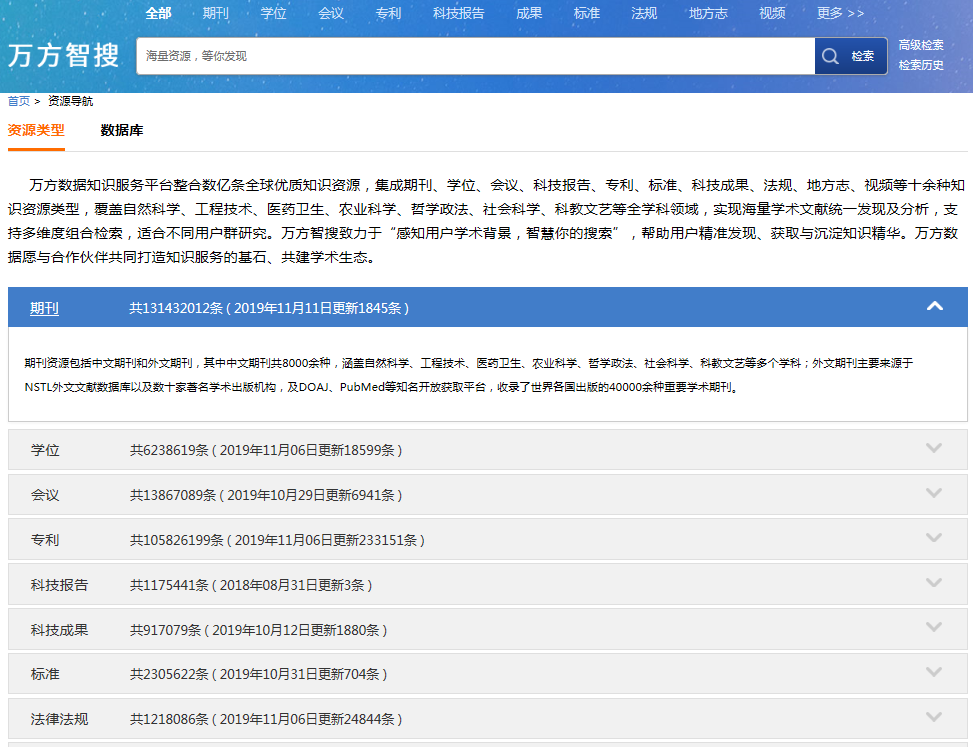 全部 期刊 学位 会议 专利 科技报告 成果 标准 法规 地方志 视频 更多 >>
万方智搜 海量资源，等你发现 检索 高级检索
检索历史
首页 > 资源导航
资源类型 数据库
万方数据知识服务平台整合数亿条全球优质知识资源，集成期刊、学位、会议、科技报告、专利、标准、科技成果、法规、地方志、视频等十余种知
识资源类型，覆盖自然科学、工程技术、医药卫生、农业科学、哲学政法、社会科学、科教文艺等全学科领域，实现海量学术文献统一发现及分析，支
持多维度组合检索，适合不同用户群研究。万方智搜致力于“感知用户学术背景，智慧你的搜索”，帮助用户精准发现、获取与沉淀知识精华。万方数
据愿与合作伙伴共同打造知识服务的基石、共建学术生态。
期刊 共131432012条 ( 2019年11月11日更新1845条 )
期刊资源包括中文期刊和外文期刊，其中中文期刊共8000余种，涵盖自然科学、工程技术、医药卫生、农业科学、哲学政法、社会科学、科教文艺等多个学科；外文期刊主要来源于
NSTL外文文献数据库以及数十家著名学术出版机构，及DOAJ、PubMed等知名开放获取平台，收录了世界各国出版的40000余种重要学术期刊。
学位 共6238619条 ( 2019年11月06日更新18599条 )
会议 共13867089条 ( 2019年10月29日更新6941条 )
专利 共105826199条 ( 2019年11月06日更新233151条 )
科技报告 共1175441条 ( 2018年08月31日更新3条 )
科技成果 共917079条 ( 2019年10月12日更新1880条 )
标准 共2305622条 ( 2019年10月31日更新704条 )
法律法规 共1218086条 ( 2019年11月06日更新24844条 )